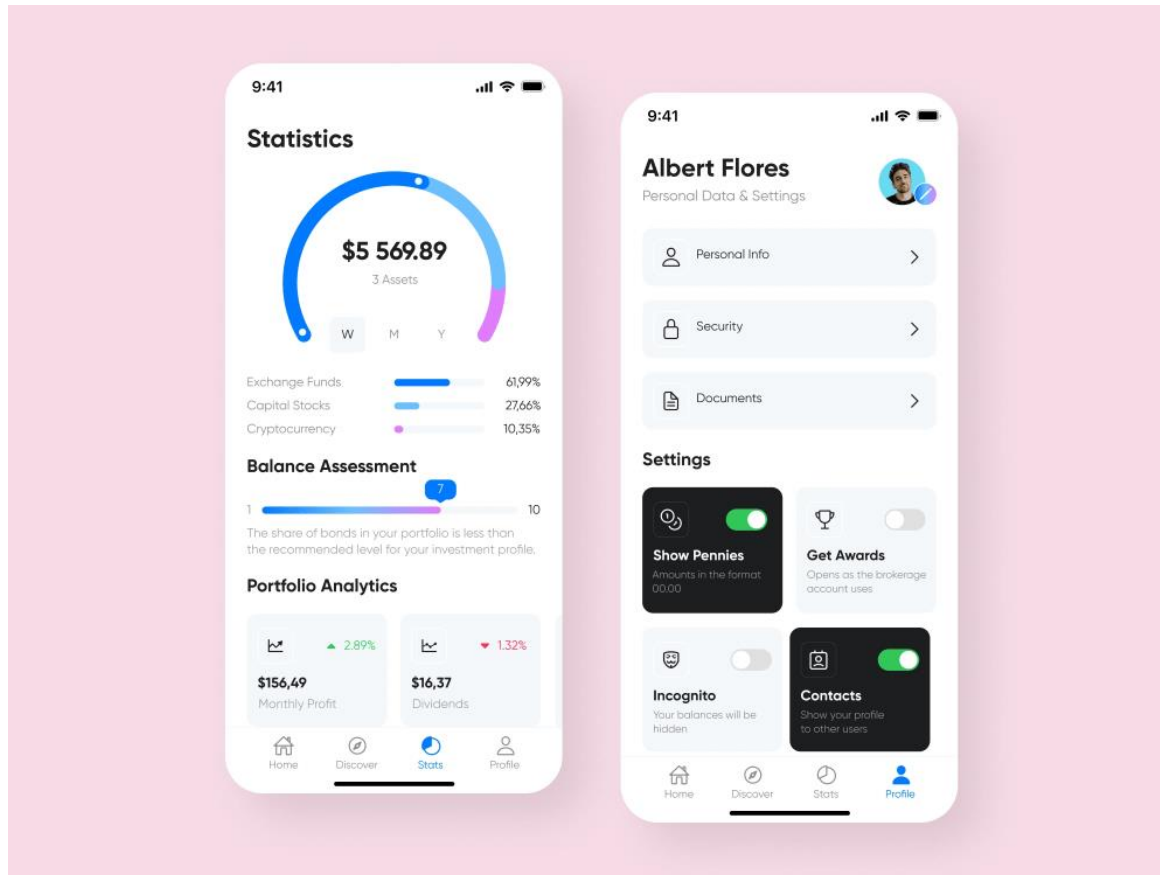 9:41
Statistics
$5 569.89
3 Assets
W M Y
Exchange Funds 61,99%
Capital Stocks 27,66%
Cryptocurrency 10,35%
Balance Assessment
7
1 10
The share of bonds in your portfolio is less than
the recommended level for your investment profile.
Portfolio Analytics
2.89%
$156,49
Monthly Profit
1.32%
$16,37
Dividends
Home Discover Stats Profile
9:41
Albert Flores
Personal Data & Settings
Personal Info
Security
Documents
Settings
Show Pennies
Amounts in the format
00.00
Get Awards
Opens as the brokerage
account uses
Incognito
Your balances will be
hidden
Contacts
Show your profile
to other users
Home Discover Stats Profile